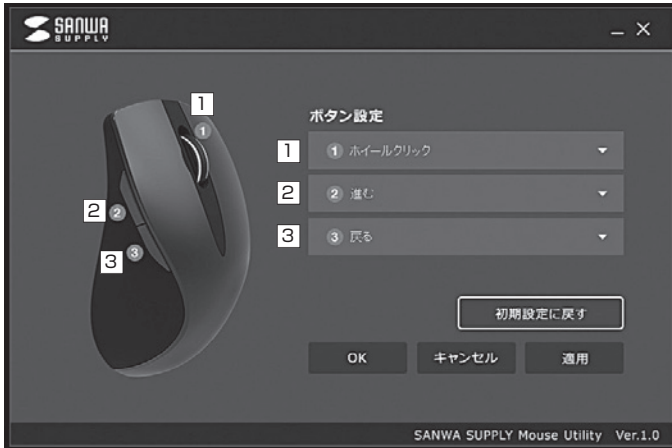 SANWA
SUPPLY
1
1
2
2
3
3
ボタン設定
1
1 ホイールクリック
2
2 進む
3
3 戻る
初期設定に戻す
OK キャンセル 適用
SANWA SUPPLY Mouse Utility Ver.1.0